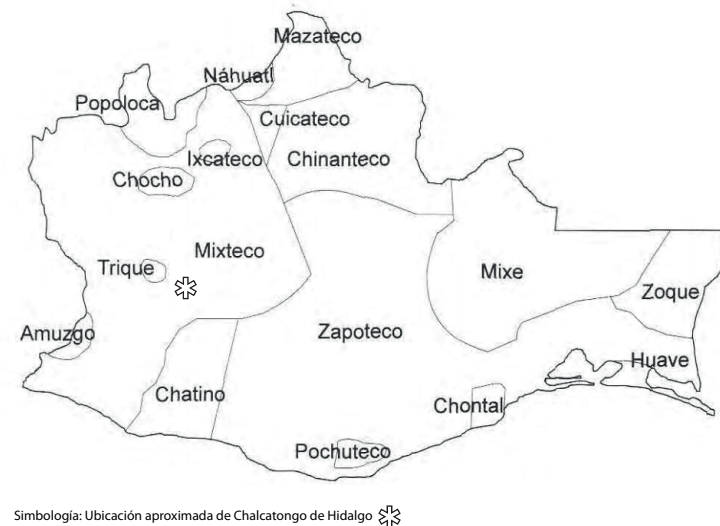 Mazateco
Náhuatl
Popoloca
Cuicateco
Ixcateco
Chinanteco
Chocho
Mixteco
Trique
Mixe
Zoque
Amuzgo
Zapoteco
Huave
Chatino
Chontal
Pochuteco
Simbología: Ubicación aproximada de Chalcatongo de Hidalgo